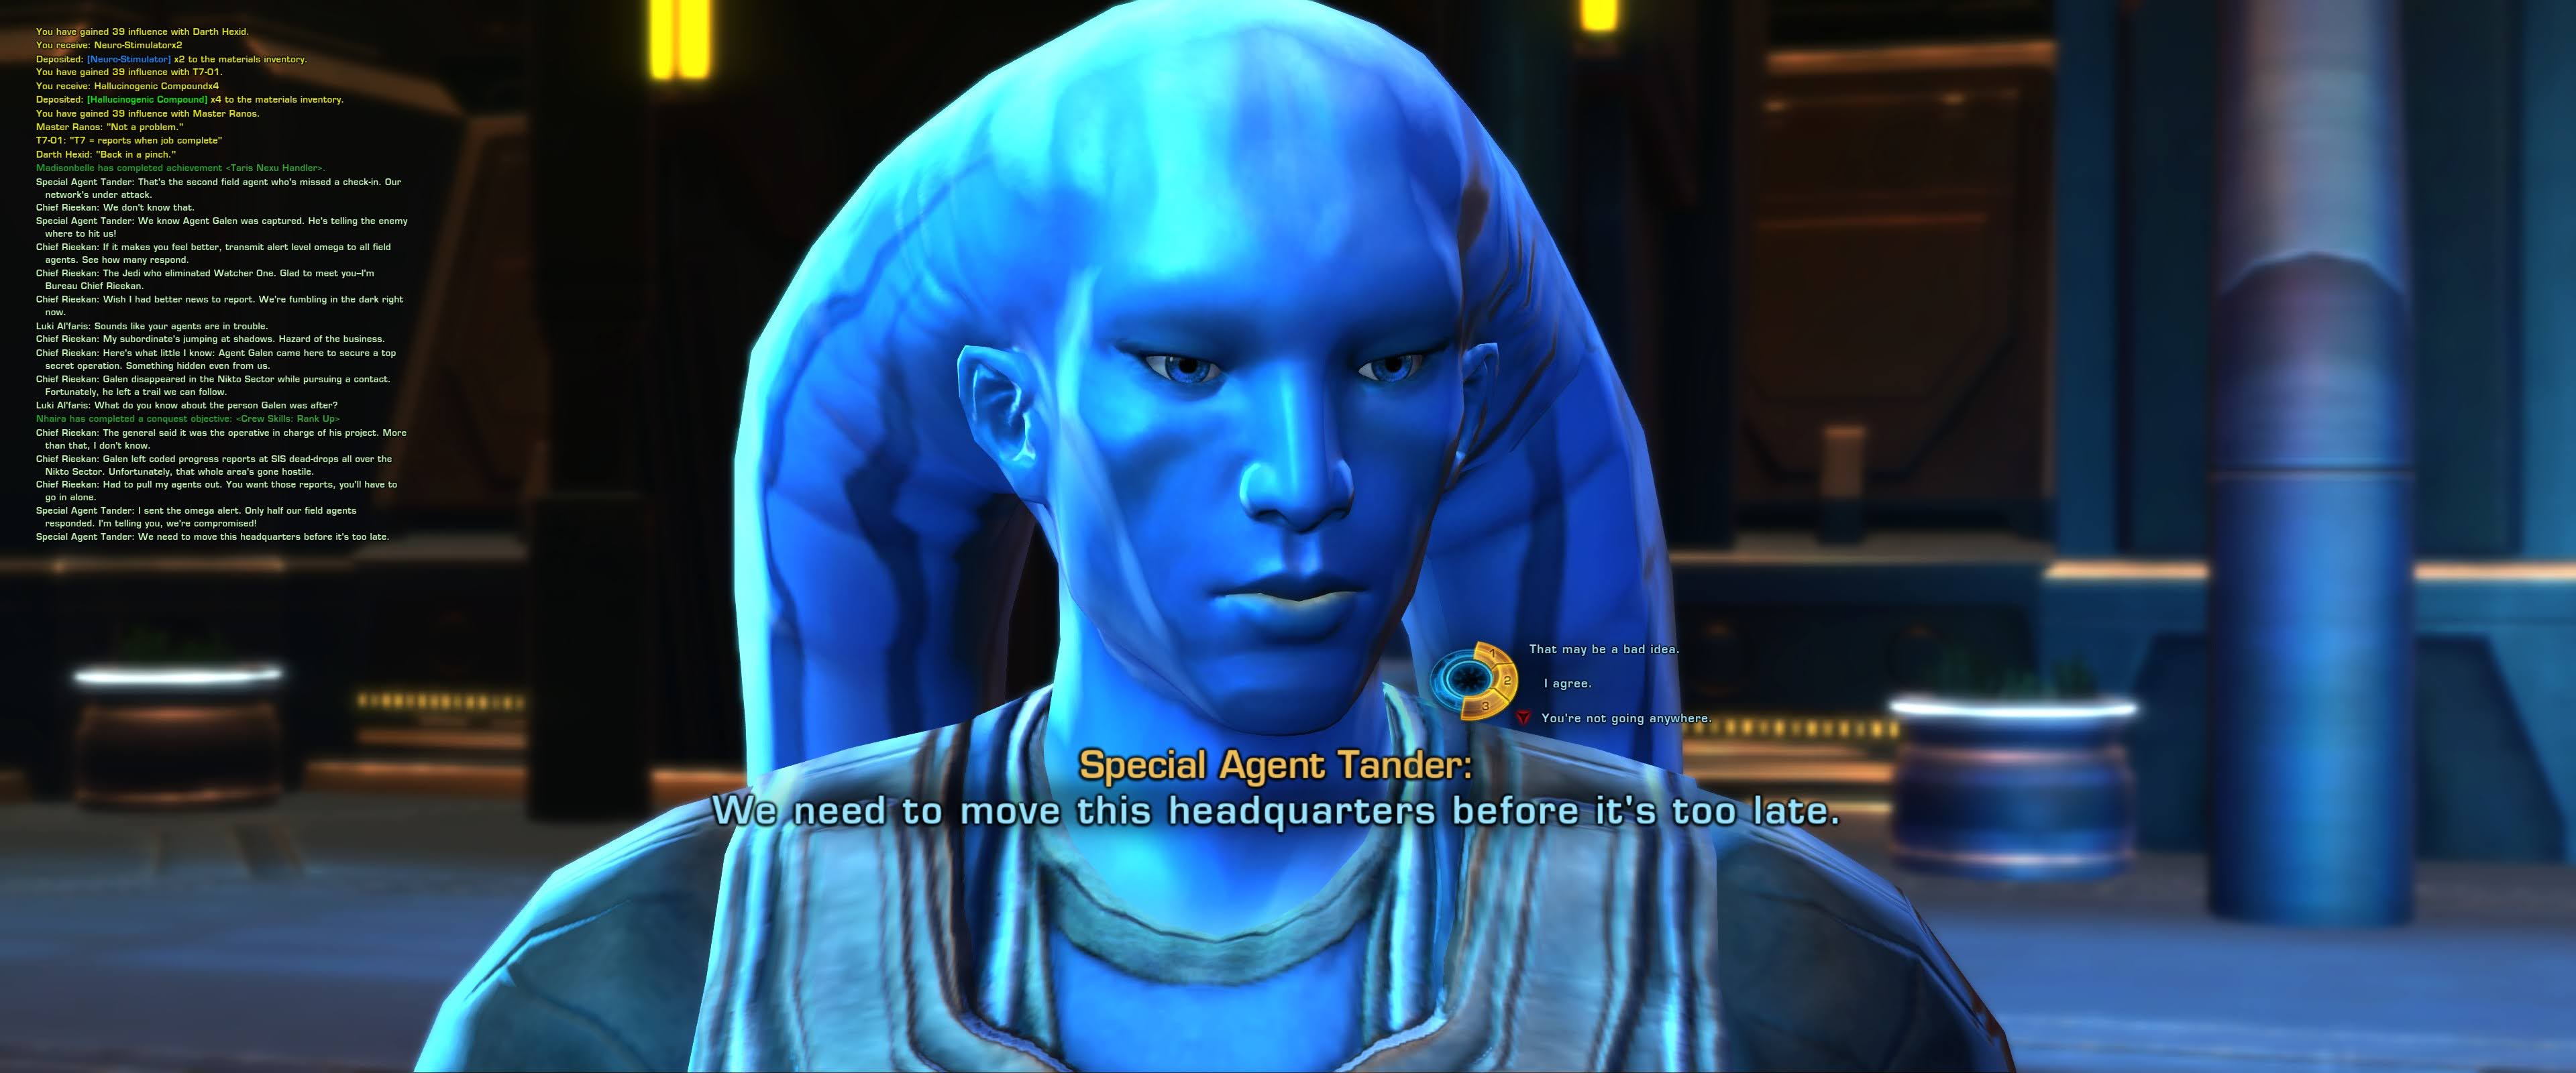 You have gained 39 influence with Darth Hexid.
You receive: Neuro-Stimulatorx2
Deposited: [Neuro-Stimulator] x2 to the materials inventory.
You have gained 39 influence with T7-01.
You receive: Hallucinogenic Compoundx4
Deposited: [Hallucinogenic Compound] x4 to the materials inventory.
You have gained 39 influence with Master Ranos.
Master Ranos: "Not a problem."
T7-01: "T7 = reports when job complete"
Darth Hexid: "Back in a pinch."
Madisonbelle has completed achievement <Taris Nexu Handler>.
Special Agent Tander: That's the second field agent who's missed a check-in. Our
network's under attack.
Chief Rieekan: We don't know that.
Special Agent Tander: We know Agent Galen was captured. He's telling the enemy
where to hit us!
Chief Rieekan: If it makes you feel better, transmit alert level omega to all field
agents. See how many respond.
Chief Rieekan: The Jedi who eliminated Watcher One. Glad to meet you—I'm
Bureau Chief Rieekan.
Chief Rieekan: Wish I had better news to report. We're fumbling in the dark right
now.
Luki Al'faris: Sounds like your agents are in trouble.
Chief Rieekan: My subordinate's jumping at shadows. Hazard of the business.
Chief Rieekan: Here's what little I know: Agent Galen came here to secure a top
secret operation. Something hidden even from us.
Chief Rieekan: Galen disappeared in the Nikto Sector while pursuing a contact.
Fortunately, he left a trail we can follow.
Luki Al'faris: What do you know about the person Galen was after?
Nhaira has completed a conquest objective: <Crew Skills: Rank Up>
Chief Rieekan: The general said it was the operative in charge of his project. More
than that, I don't know.
Chief Rieekan: Galen left coded progress reports at SIS dead-drops all over the
Nikto Sector. Unfortunately, that whole area's gone hostile.
Chief Rieekan: Had to pull my agents out. You want those reports, you'll have to
go in alone.
Special Agent Tander: I sent the omega alert. Only half our field agents
responded. I'm telling you, we're compromised!
Special Agent Tander: We need to move this headquarters before it's too late.
1 That may be a bad idea.
2 I agree.
3 You're not going anywhere.
Special Agent Tander:
We need to move this headquarters before it's too late.